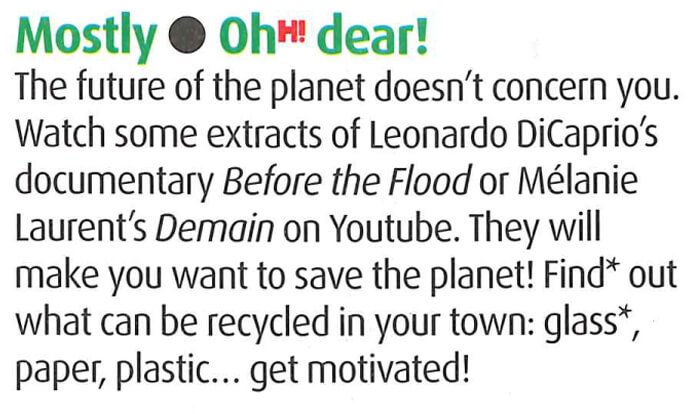 Mostly ● OhH! dear!
The future of the planet doesn't concern you.
Watch some extracts of Leonardo DiCaprio's
documentary Before the Flood or Mélanie
Laurent's Demain on Youtube. They will
make you want to save the planet! Find* out
what can be recycled in your town: glass*,
paper, plastic... get motivated!